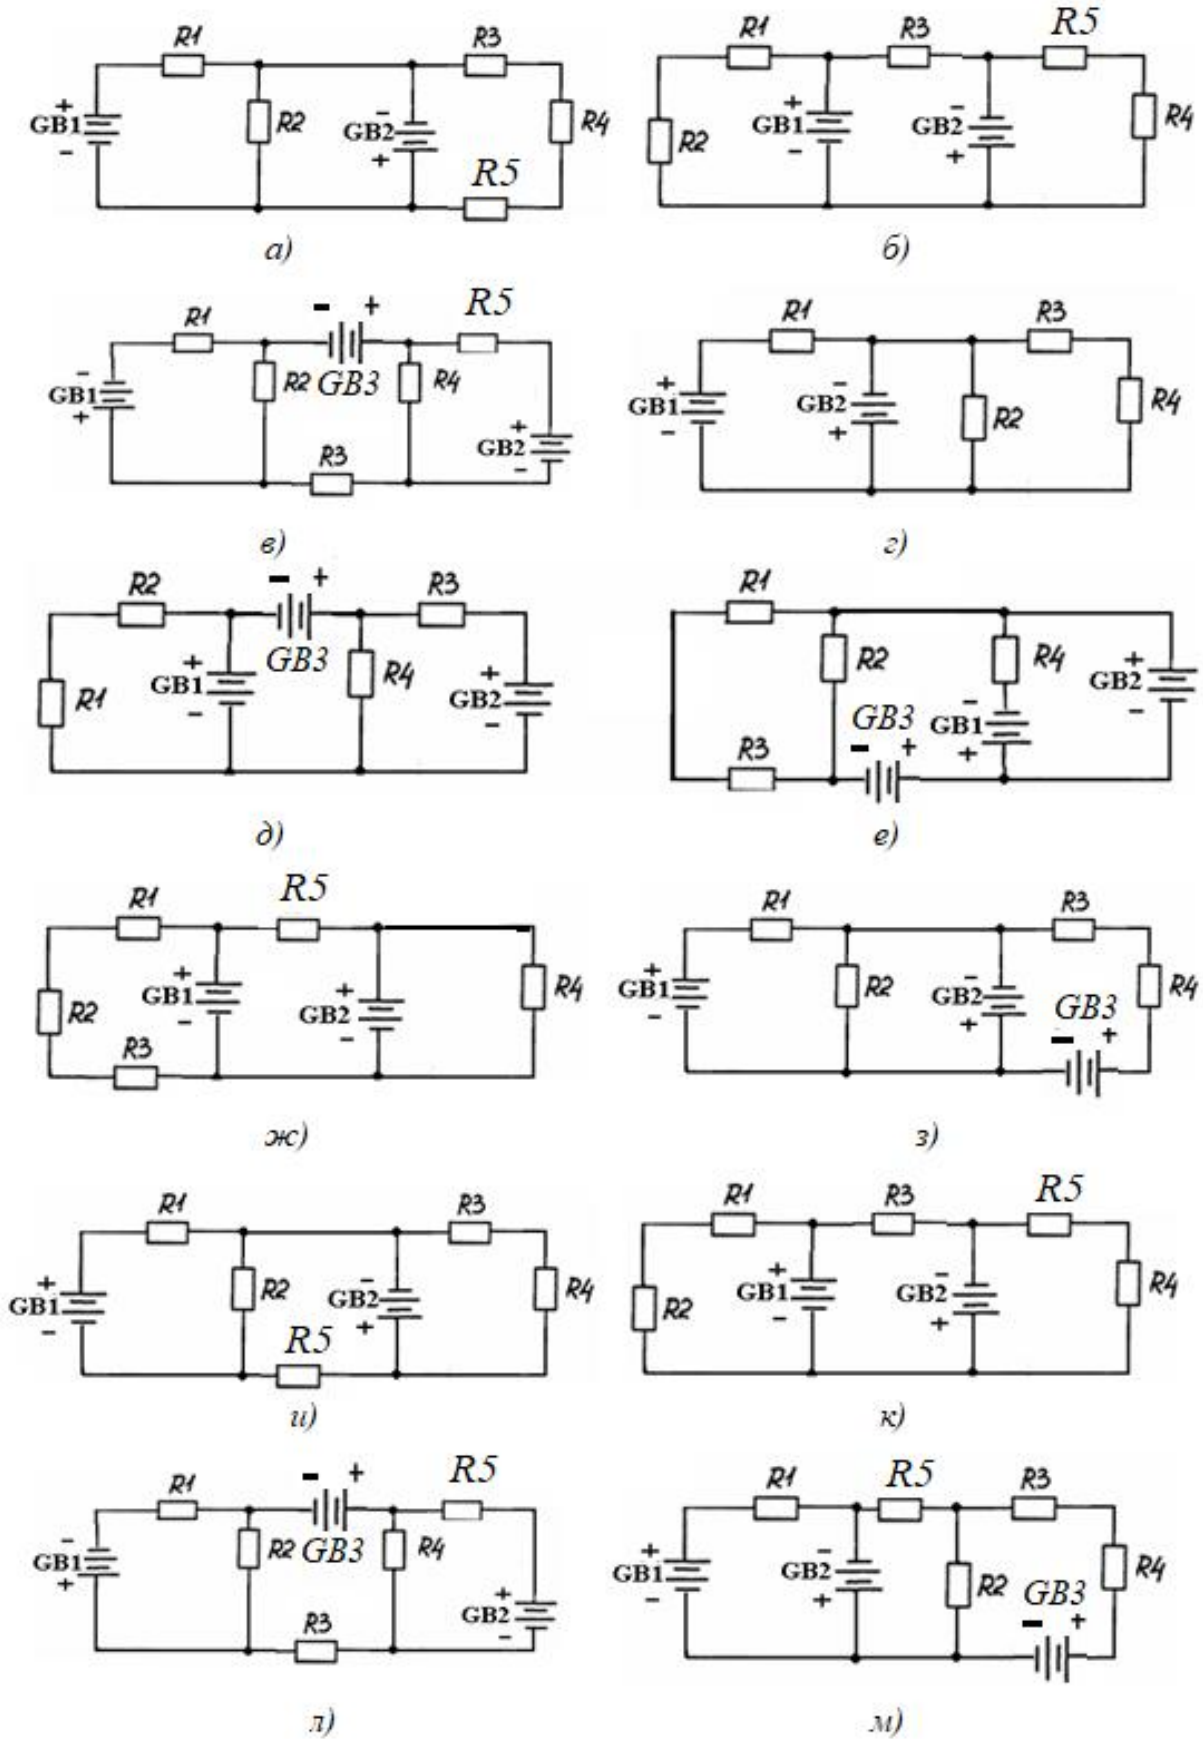 R1 R3
+ GB1 - R2 - GB2 + R4
R5
а)
R1 R3 R5
R2 + GB1 - - GB2 + R4
б)
R1 - + R5
- GB1 + R2 GB3 R4 + GB2 -
R3
в)
R1 R3
+ GB1 - - GB2 + R2 R4
г)
R2 - + R3
R1 + GB1 - GB3 R4 + GB2 -
д)
R1
R2 R4 + GB2 -
R3 GB3 - + - GB1 +
е)
R1 R5
R2 + GB1 - + GB2 - R4
R3
ж)
R1 R3
+ GB1 - R2 - GB2 + R4
GB3 - +
з)
R1 R3
+ GB1 - R2 - GB2 + R4
R5
и)
R1 R3 R5
R2 + GB1 - - GB2 + R4
к)
R1 - + R5
- GB1 + R2 GB3 R4 + GB2 -
R3
л)
R1 R5 R3
+ GB1 - - GB2 + R2 R4
GB3 - +
м)